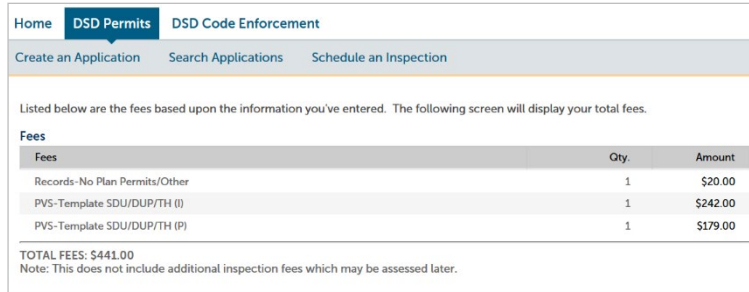 Home DSD Permits DSD Code Enforcement
Create an Application Search Applications Schedule an Inspection
Listed below are the fees based upon the information you've entered. The following screen will display your total fees.
Fees
Fees Qty. Amount
Records-No Plan Permits/Other 1 $20.00
PVS-Template SDU/DUP/TH (I) 1 $242.00
PVS-Template SDU/DUP/TH (P) 1 $179.00
TOTAL FEES: $441.00
Note: This does not include additional inspection fees which may be assessed later.